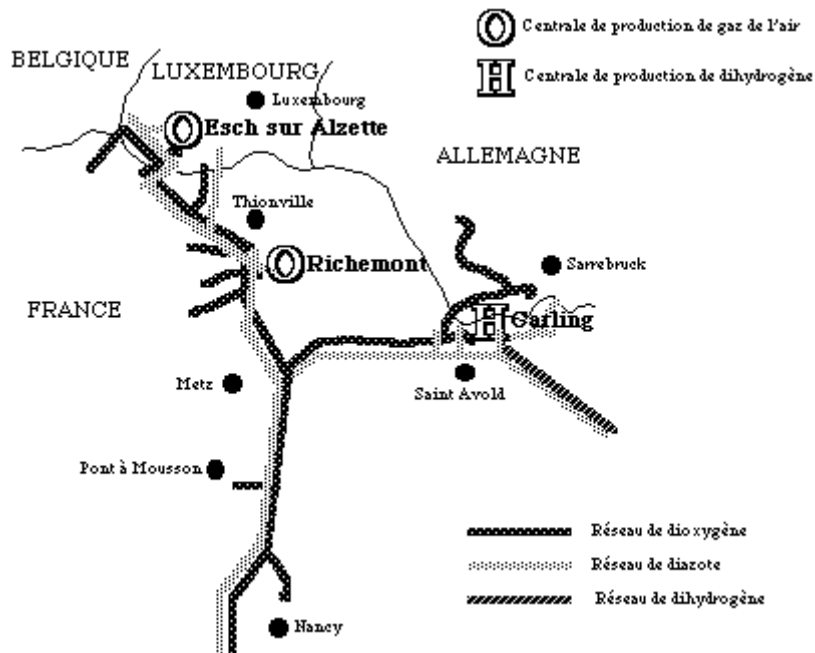 Centrale de production de gaz de l'air
BELGIQUE
LUXEMBOURG
Centrale de production de dihydrogène
Luxembourg
Esch sur Alzette
ALLEMAGNE
Thionville
Richemont
Sarrebruck
FRANCE
H
Carling
Metz
Saint Avold
Pont à Mousson
Réseau de dioxygène
Réseau de diazote
Réseau de dihydrogène
Nancy